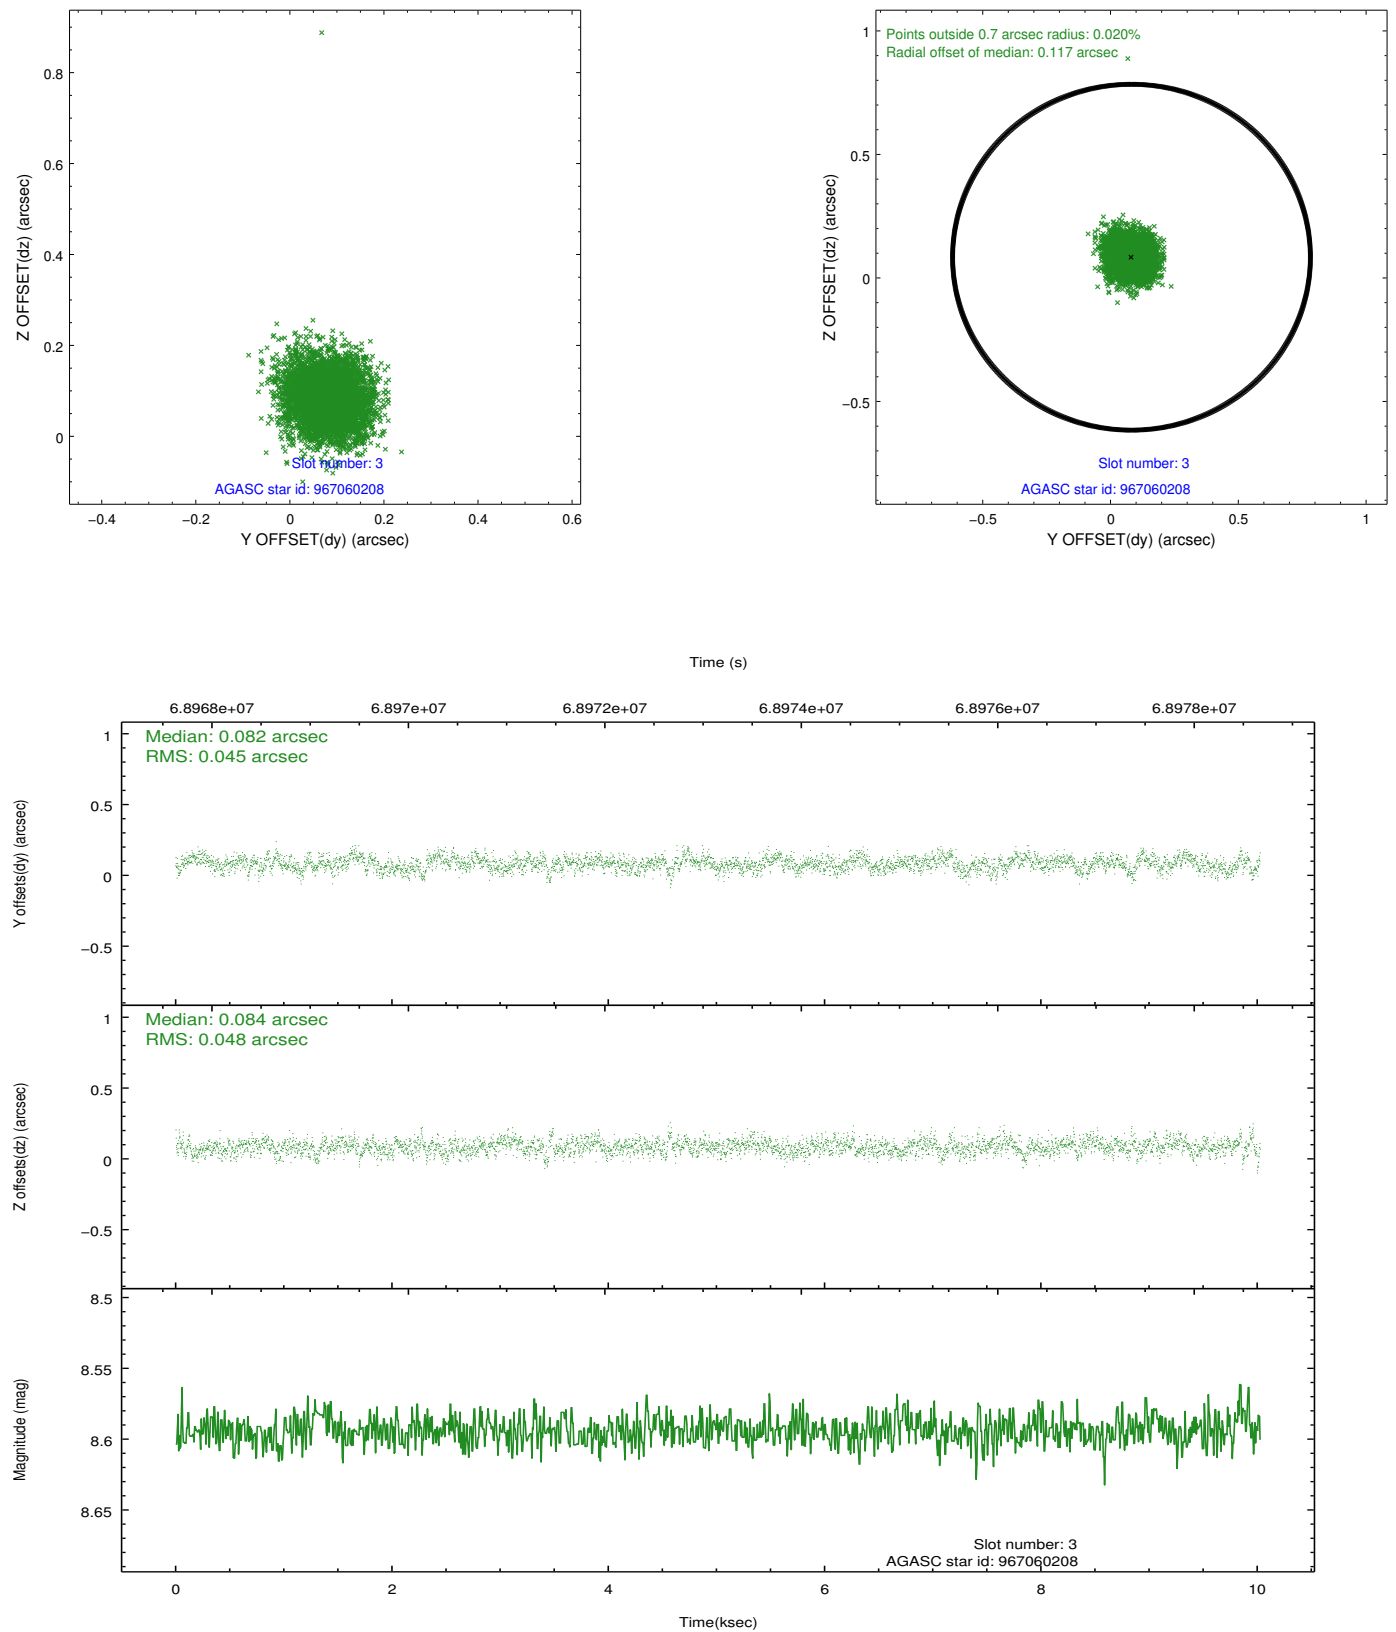 0.8
0.6
0.4
0.2
0
Z OFFSET(dz) (arcsec)
Slot number: 3
AGASC star id: 967060208
−0.4 −0.2 0 0.2 0.4 0.6
Y OFFSET(dy) (arcsec)
Points outside 0.7 arcsec radius: 0.020%
Radial offset of median: 0.117 arcsec
1
0.5
0
−0.5
Z OFFSET(dz) (arcsec)
Slot number: 3
AGASC star id: 967060208
−0.5 0 0.5 1
Y OFFSET(dy) (arcsec)
Time (s)
6.8968e+07 6.897e+07 6.8972e+07 6.8974e+07 6.8976e+07 6.8978e+07
Median: 0.082 arcsec
RMS: 0.045 arcsec
1
0.5
0
−0.5
Y offsets(dy) (arcsec)
Median: 0.084 arcsec
RMS: 0.048 arcsec
1
0.5
0
−0.5
Z offsets(dz) (arcsec)
8.5
8.55
8.6
8.65
Magnitude (mag)
Slot number: 3
AGASC star id: 967060208
0 2 4 6 8 10
Time(ksec)